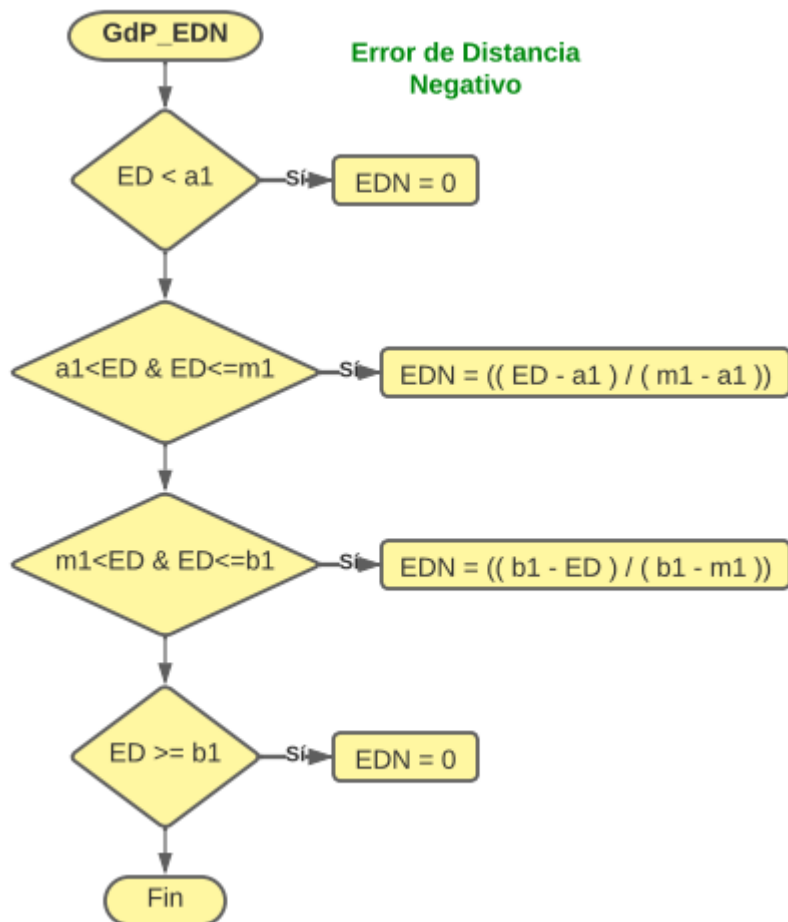 GdP_EDN
Error de Distancia
Negativo
ED < a1
Sí
EDN = 0
a1<ED & ED<=m1
Sí
EDN = (( ED - a1 ) / ( m1 - a1 ))
m1<ED & ED<=b1
Sí
EDN = (( b1 - ED ) / ( b1 - m1 ))
ED >= b1
Sí
EDN = 0
Fin